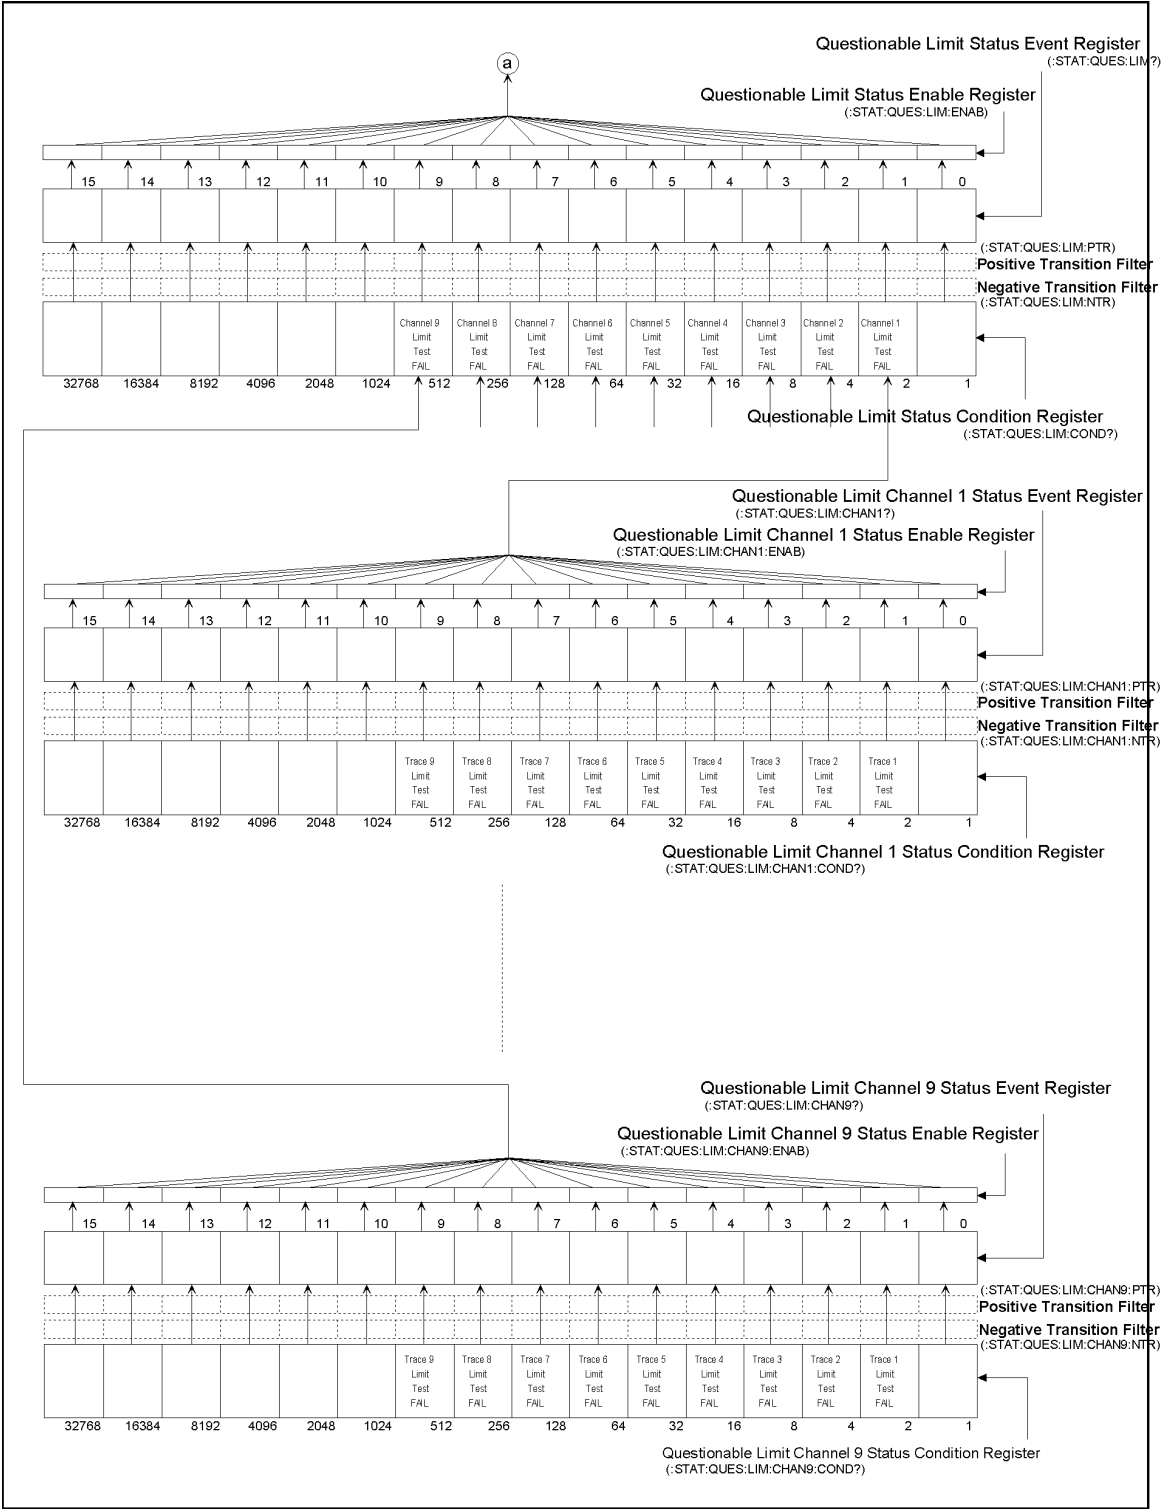 Questionable Limit Status Event Register
(:STAT:QUES:LIM?)
a
Questionable Limit Status Enable Register
(:STAT:QUES:LIM:ENAB)
15 14 13 12 11 10 9 8 7 6 5 4 3 2 1 0
(:STAT:QUES:LIM:PTR)
Positive Transition Filter
Negative Transition Filter
(:STAT:QUES:LIM:NTR)
Channel 9 Channel 8 Channel 7 Channel 6 Channel 5 Channel 4 Channel 3 Channel 2 Channel 1
Limit Limit Limit Limit Limit Limit Limit Limit Limit
Test Test Test Test Test Test Test Test Test
FAIL FAIL FAIL FAIL FAIL FAIL FAIL FAIL FAIL
32768 16384 8192 4096 2048 1024 512 256 128 64 32 16 8 4 2 1
Questionable Limit Status Condition Register
(:STAT:QUES:LIM:COND?)
Questionable Limit Channel 1 Status Event Register
(:STAT:QUES:LIM:CHAN1?)
Questionable Limit Channel 1 Status Enable Register
(:STAT:QUES:LIM:CHAN1:ENAB)
15 14 13 12 11 10 9 8 7 6 5 4 3 2 1 0
(:STAT:QUES:LIM:CHAN1:PTR)
Positive Transition Filter
Negative Transition Filter
(:STAT:QUES:LIM:CHAN1:NTR)
Trace 9 Trace 8 Trace 7 Trace 6 Trace 5 Trace 4 Trace 3 Trace 2 Trace 1
Limit Limit Limit Limit Limit Limit Limit Limit Limit
Test Test Test Test Test Test Test Test Test
FAIL FAIL FAIL FAIL FAIL FAIL FAIL FAIL FAIL
32768 16384 8192 4096 2048 1024 512 256 128 64 32 16 8 4 2 1
Questionable Limit Channel 1 Status Condition Register
(:STAT:QUES:LIM:CHAN1:COND?)
Questionable Limit Channel 9 Status Event Register
(:STAT:QUES:LIM:CHAN9?)
Questionable Limit Channel 9 Status Enable Register
(:STAT:QUES:LIM:CHAN9:ENAB)
15 14 13 12 11 10 9 8 7 6 5 4 3 2 1 0
(:STAT:QUES:LIM:CHAN9:PTR)
Positive Transition Filter
Negative Transition Filter
(:STAT:QUES:LIM:CHAN9:NTR)
Trace 9 Trace 8 Trace 7 Trace 6 Trace 5 Trace 4 Trace 3 Trace 2 Trace 1
Limit Limit Limit Limit Limit Limit Limit Limit Limit
Test Test Test Test Test Test Test Test Test
FAIL FAIL FAIL FAIL FAIL FAIL FAIL FAIL FAIL
32768 16384 8192 4096 2048 1024 512 256 128 64 32 16 8 4 2 1
Questionable Limit Channel 9 Status Condition Register
(:STAT:QUES:LIM:CHAN9:COND?)